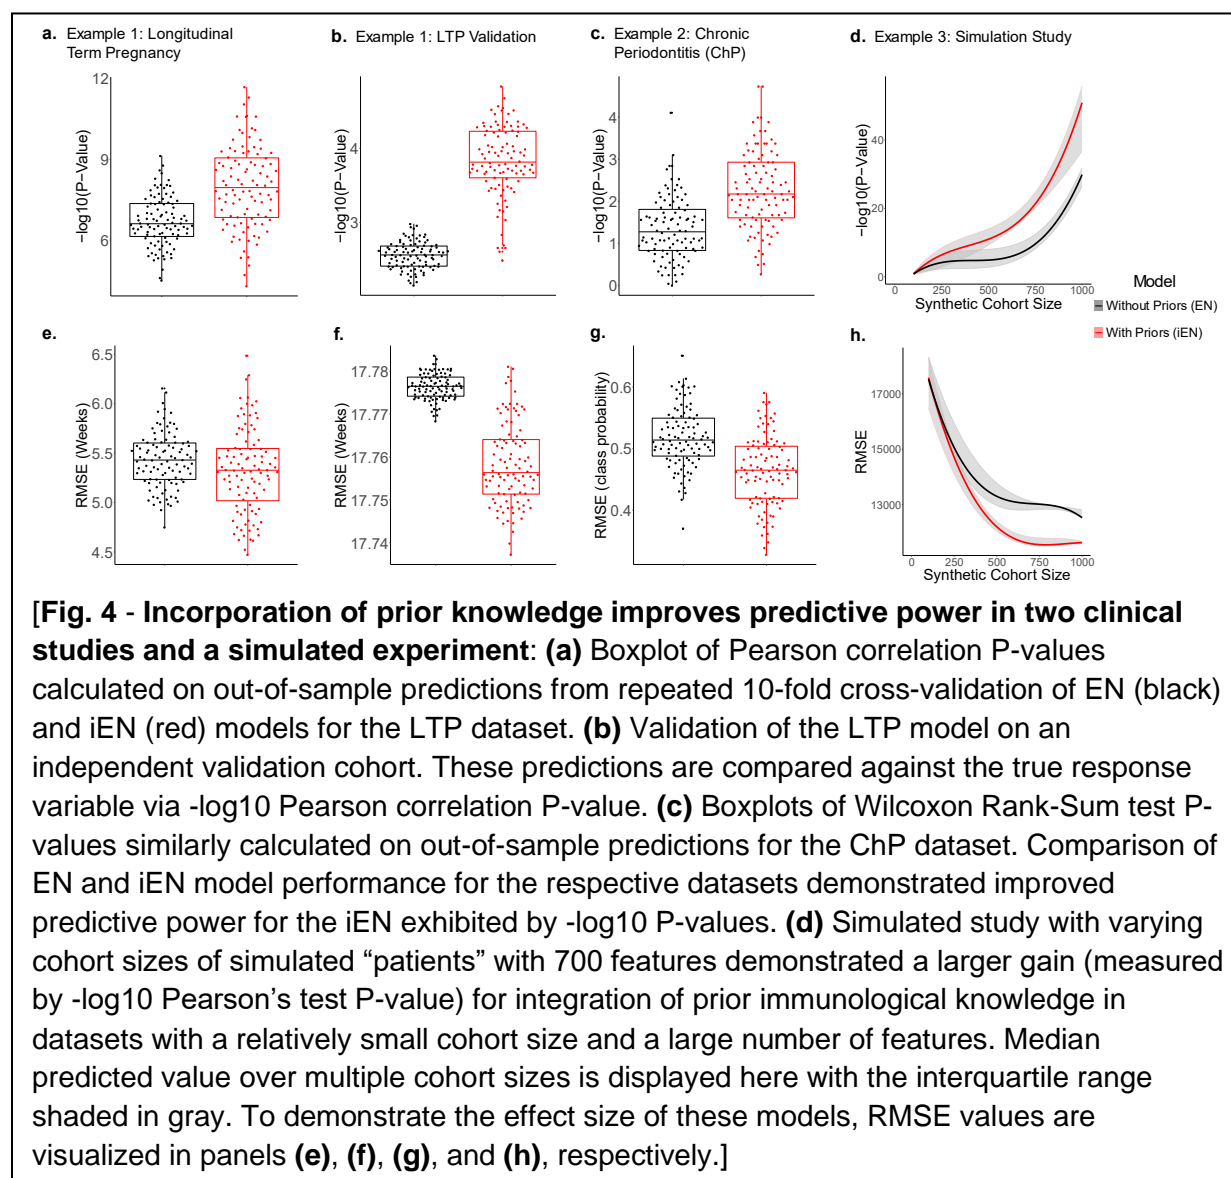 a. Example 1: Longitudinal
Term Pregnancy
b. Example 1: LTP Validation
c. Example 2: Chronic
Periodontitis (ChP)
d. Example 3: Simulation Study
−log10(P−Value)
12
9
6
−log10(P−Value)
4
3
−log10(P−Value)
4
3
2
1
0
−log10(P−Value)
40
20
0
0 250 500 750 1000
Synthetic Cohort Size
Model
Without Priors (EN)
With Priors (iEN)
e.
RMSE (Weeks)
6.5
6.0
5.5
5.0
4.5
f.
RMSE (Weeks)
17.78
17.77
17.76
17.75
17.74
g.
RMSE (class probability)
0.6
0.5
0.4
h.
RMSE
17000
15000
13000
0 250 500 750 1000
Synthetic Cohort Size
[Fig. 4 - Incorporation of prior knowledge improves predictive power in two clinical
studies and a simulated experiment: (a) Boxplot of Pearson correlation P-values
calculated on out-of-sample predictions from repeated 10-fold cross-validation of EN (black)
and iEN (red) models for the LTP dataset. (b) Validation of the LTP model on an
independent validation cohort. These predictions are compared against the true response
variable via -log10 Pearson correlation P-value. (c) Boxplots of Wilcoxon Rank-Sum test P-
values similarly calculated on out-of-sample predictions for the ChP dataset. Comparison of
EN and iEN model performance for the respective datasets demonstrated improved
predictive power for the iEN exhibited by -log10 P-values. (d) Simulated study with varying
cohort sizes of simulated “patients” with 700 features demonstrated a larger gain (measured
by -log10 Pearson’s test P-value) for integration of prior immunological knowledge in
datasets with a relatively small cohort size and a large number of features. Median
predicted value over multiple cohort sizes is displayed here with the interquartile range
shaded in gray. To demonstrate the effect size of these models, RMSE values are
visualized in panels (e), (f), (g), and (h), respectively.]